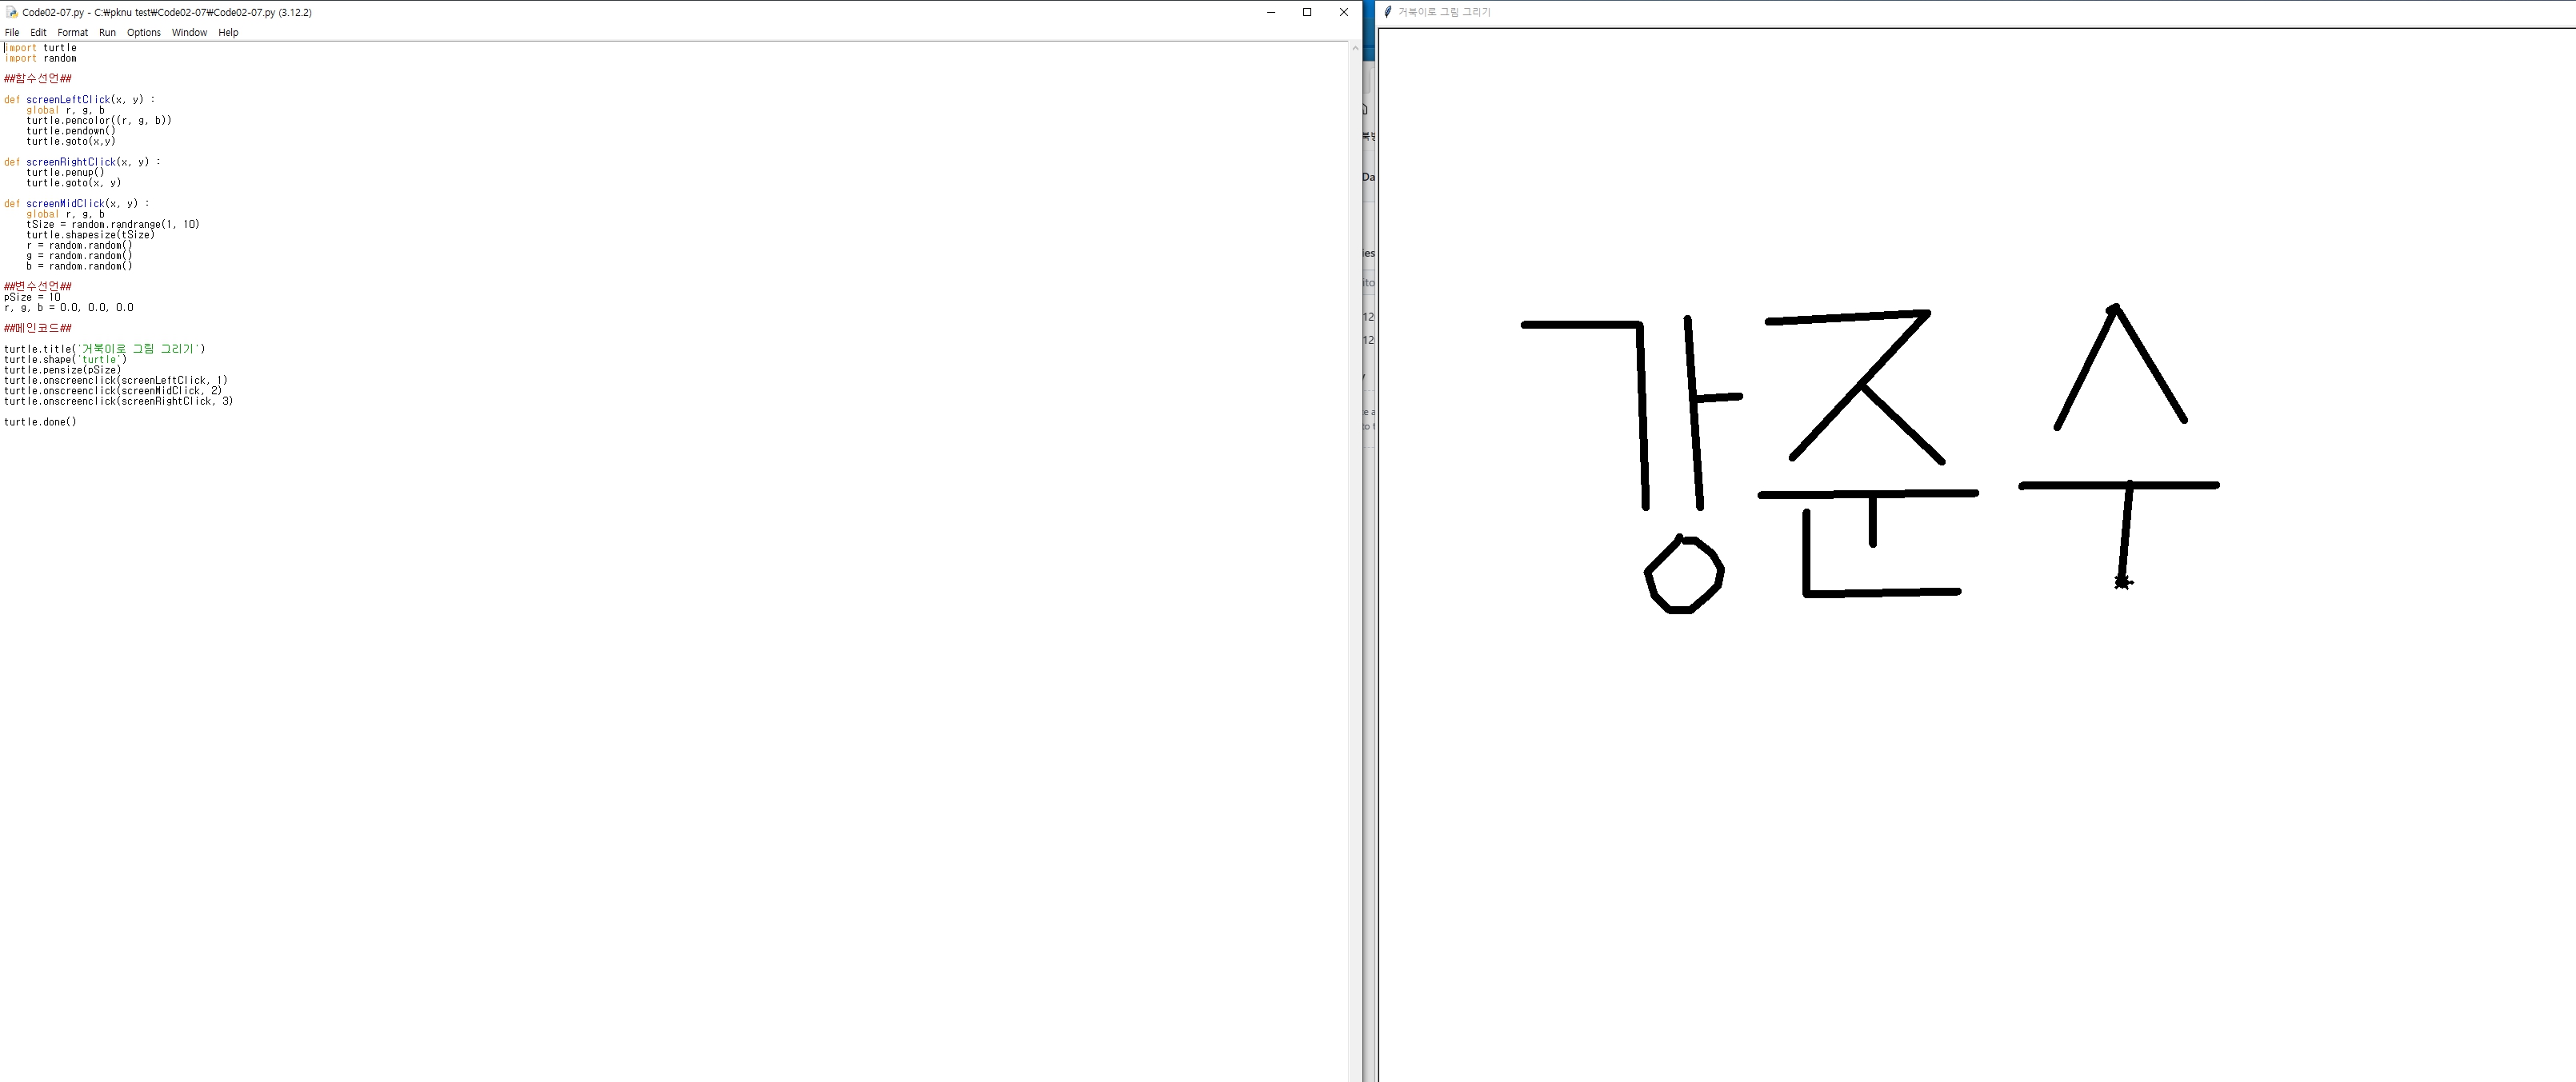 Code02-07.py - C:₩pknu test₩Code02-07₩Code02-07.py (3.12.2)
File Edit Format Run Options Window Help
import turtle
import random
##함수선언##
def screenLeftClick(x, y) :
global r, g, b
turtle.pencolor((r, g, b))
turtle.pendown()
turtle.goto(x,y)
def screenRightClick(x, y) :
turtle.penup()
turtle.goto(x, y)
def screenMidClick(x, y) :
global r, g, b
tSize = random.randrange(1, 10)
turtle.shapesize(tSize)
r = random.random()
g = random.random()
b = random.random()
##변수선언##
pSize = 10
r, g, b = 0.0, 0.0, 0.0
##메인코드##
turtle.title('거북이로 그림 그리기')
turtle.shape('turtle')
turtle.pensize(pSize)
turtle.onscreenclick(screenLeftClick, 1)
turtle.onscreenclick(screenMidClick, 2)
turtle.onscreenclick(screenRightClick, 3)
turtle.done()
Da
ies
12
12
거북이로 그림 그리기
강준수